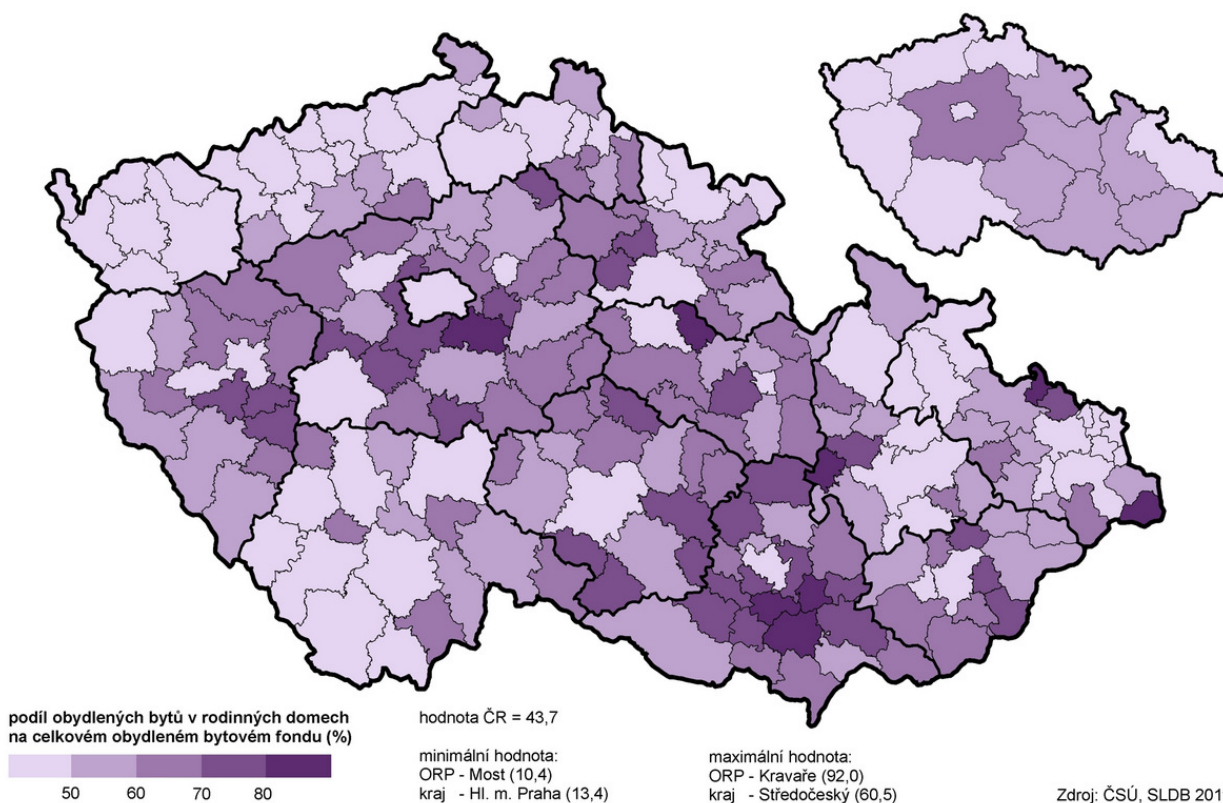 podíl obydlených bytů v rodinných domech
na celkovém obydleném bytovém fondu (%)
50 60 70 80
hodnota ČR = 43,7
minimální hodnota:
ORP - Most (10,4)
kraj - Hl. m. Praha (13,4)
maximální hodnota:
ORP - Kravaře (92,0)
kraj - Středočeský (60,5)
Zdroj: ČSÚ, SLDB 201